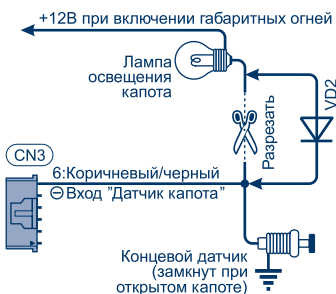 +12В при включении габаритных огней
Лампа
освещения
капота
VD2
Разрезать
CN3
6:Коричневый/черный
⊖Вход "Датчик капота"
Концевой датчик
(замкнут при
открытом капоте)